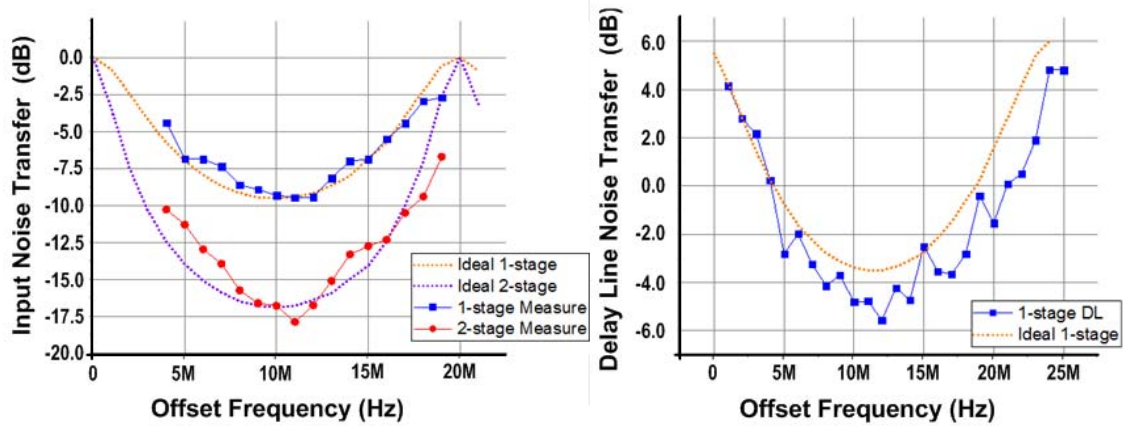 Input Noise Transfer (dB)
0.0
-2.5
-5.0
-7.5
-10.0
-12.5
-15.0
-17.5
-20.0
0
5M
10M
15M
20M
Offset Frequency (Hz)
Ideal 1-stage
Ideal 2-stage
1-stage Measure
2-stage Measure
Delay Line Noise Transfer (dB)
6.0
4.0
2.0
0.0
-2.0
-4.0
-6.0
0
5M
10M
15M
20M
25M
Offset Frequency (Hz)
1-stage DL
Ideal 1-stage